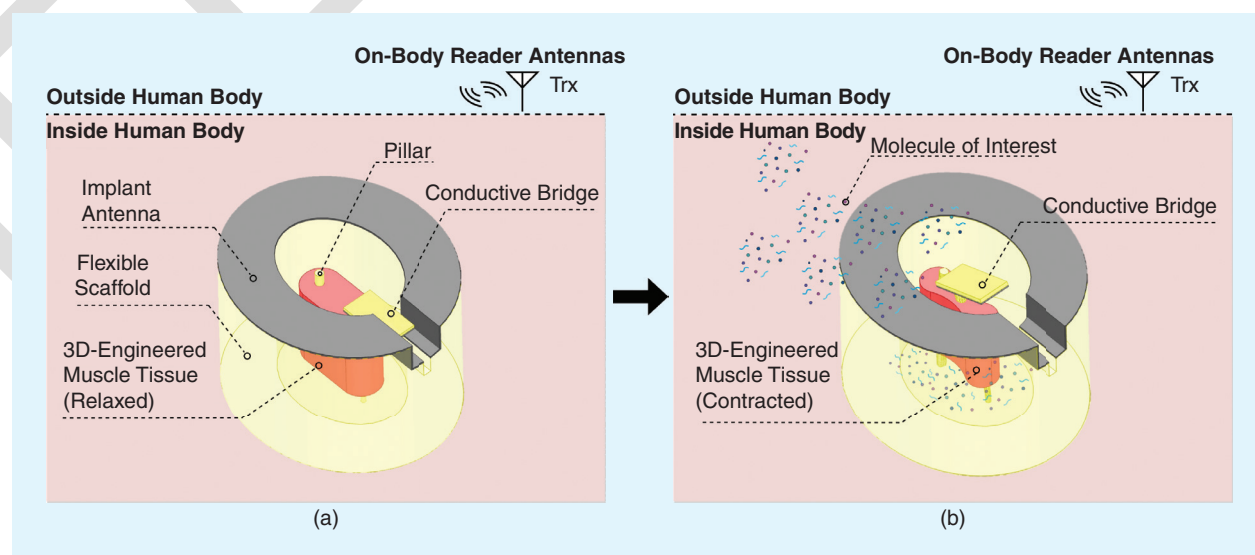 On-Body Reader Antennas
Trx
Outside Human Body
Inside Human Body
Pillar
Implant
Antenna
Conductive Bridge
Flexible
Scaffold
3D-Engineered
Muscle Tissue
(Relaxed)
(a)
On-Body Reader Antennas
Trx
Outside Human Body
Inside Human Body
Molecule of Interest
Conductive Bridge
3D-Engineered
Muscle Tissue
(Contracted)
(b)